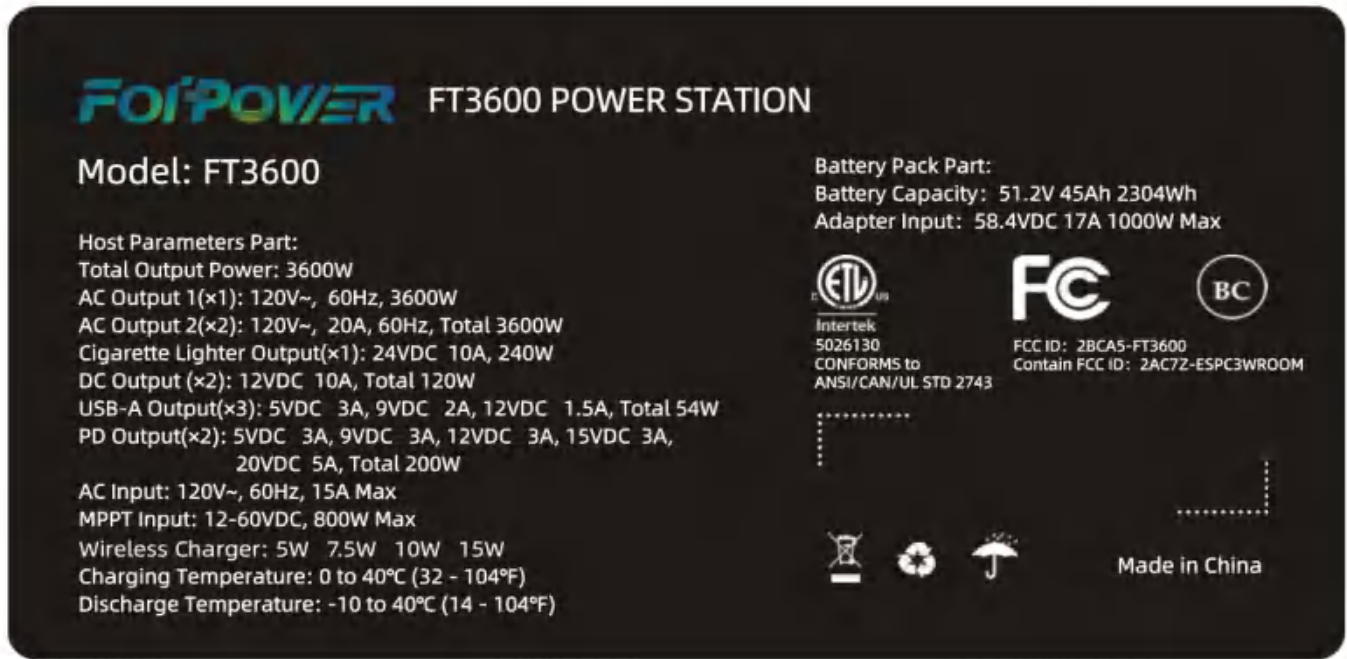 ForPower FT3600 POWER STATION
Model: FT3600
Host Parameters Part:
Total Output Power: 3600W
AC Output 1(×1): 120V~, 60Hz, 3600W
AC Output 2(×2): 120V~, 20A, 60Hz, Total 3600W
Cigarette Lighter Output(×1): 24VDC 10A, 240W
DC Output (×2): 12VDC 10A, Total 120W
USB-A Output(×3): 5VDC 3A, 9VDC 2A, 12VDC 1.5A, Total 54W
PD Output(×2): 5VDC 3A, 9VDC 3A, 12VDC 3A, 15VDC 3A,
20VDC 5A, Total 200W
AC Input: 120V~, 60Hz, 15A Max
MPPT Input: 12-60VDC, 800W Max
Wireless Charger: 5W 7.5W 10W 15W
Charging Temperature: 0 to 40℃ (32 - 104℉)
Discharge Temperature: -10 to 40℃ (14 - 104℉)
Battery Pack Part:
Battery Capacity: 51.2V 45Ah 2304Wh
Adapter Input: 58.4VDC 17A 1000W Max
C ETL US
Intertek
5026130
CONFORMS to
ANSI/CAN/UL STD 2743
FC
FCC ID: 2BCA5-FT3600
Contain FCC ID: 2AC7Z-ESPC3WROOM
BC
Made in China